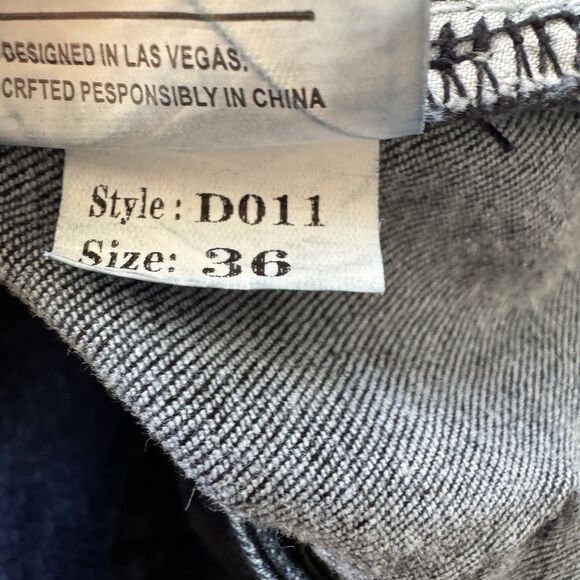 DESIGNED IN LAS VEGAS.
CRFTED PESPONSIBLY IN CHINA
Style: D011
Size: 36